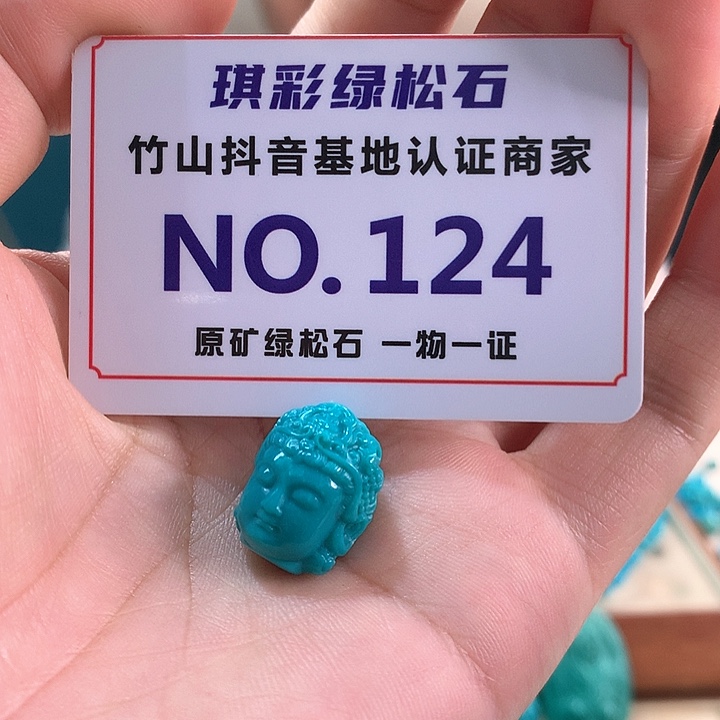 琪彩绿松石
竹山抖音基地认证商家
NO.124
原矿绿松石 一物一证